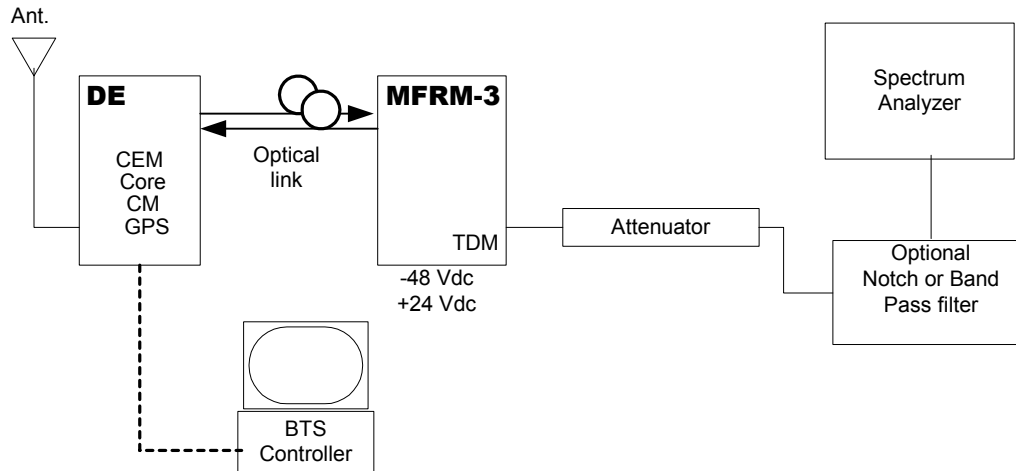 Ant.
DE
CEM
Core
CM
GPS
Optical
link
MFRM-3
TDM
-48 Vdc
+24 Vdc
Attenuator
Spectrum
Analyzer
Optional
Notch or Band
Pass filter
BTS
Controller